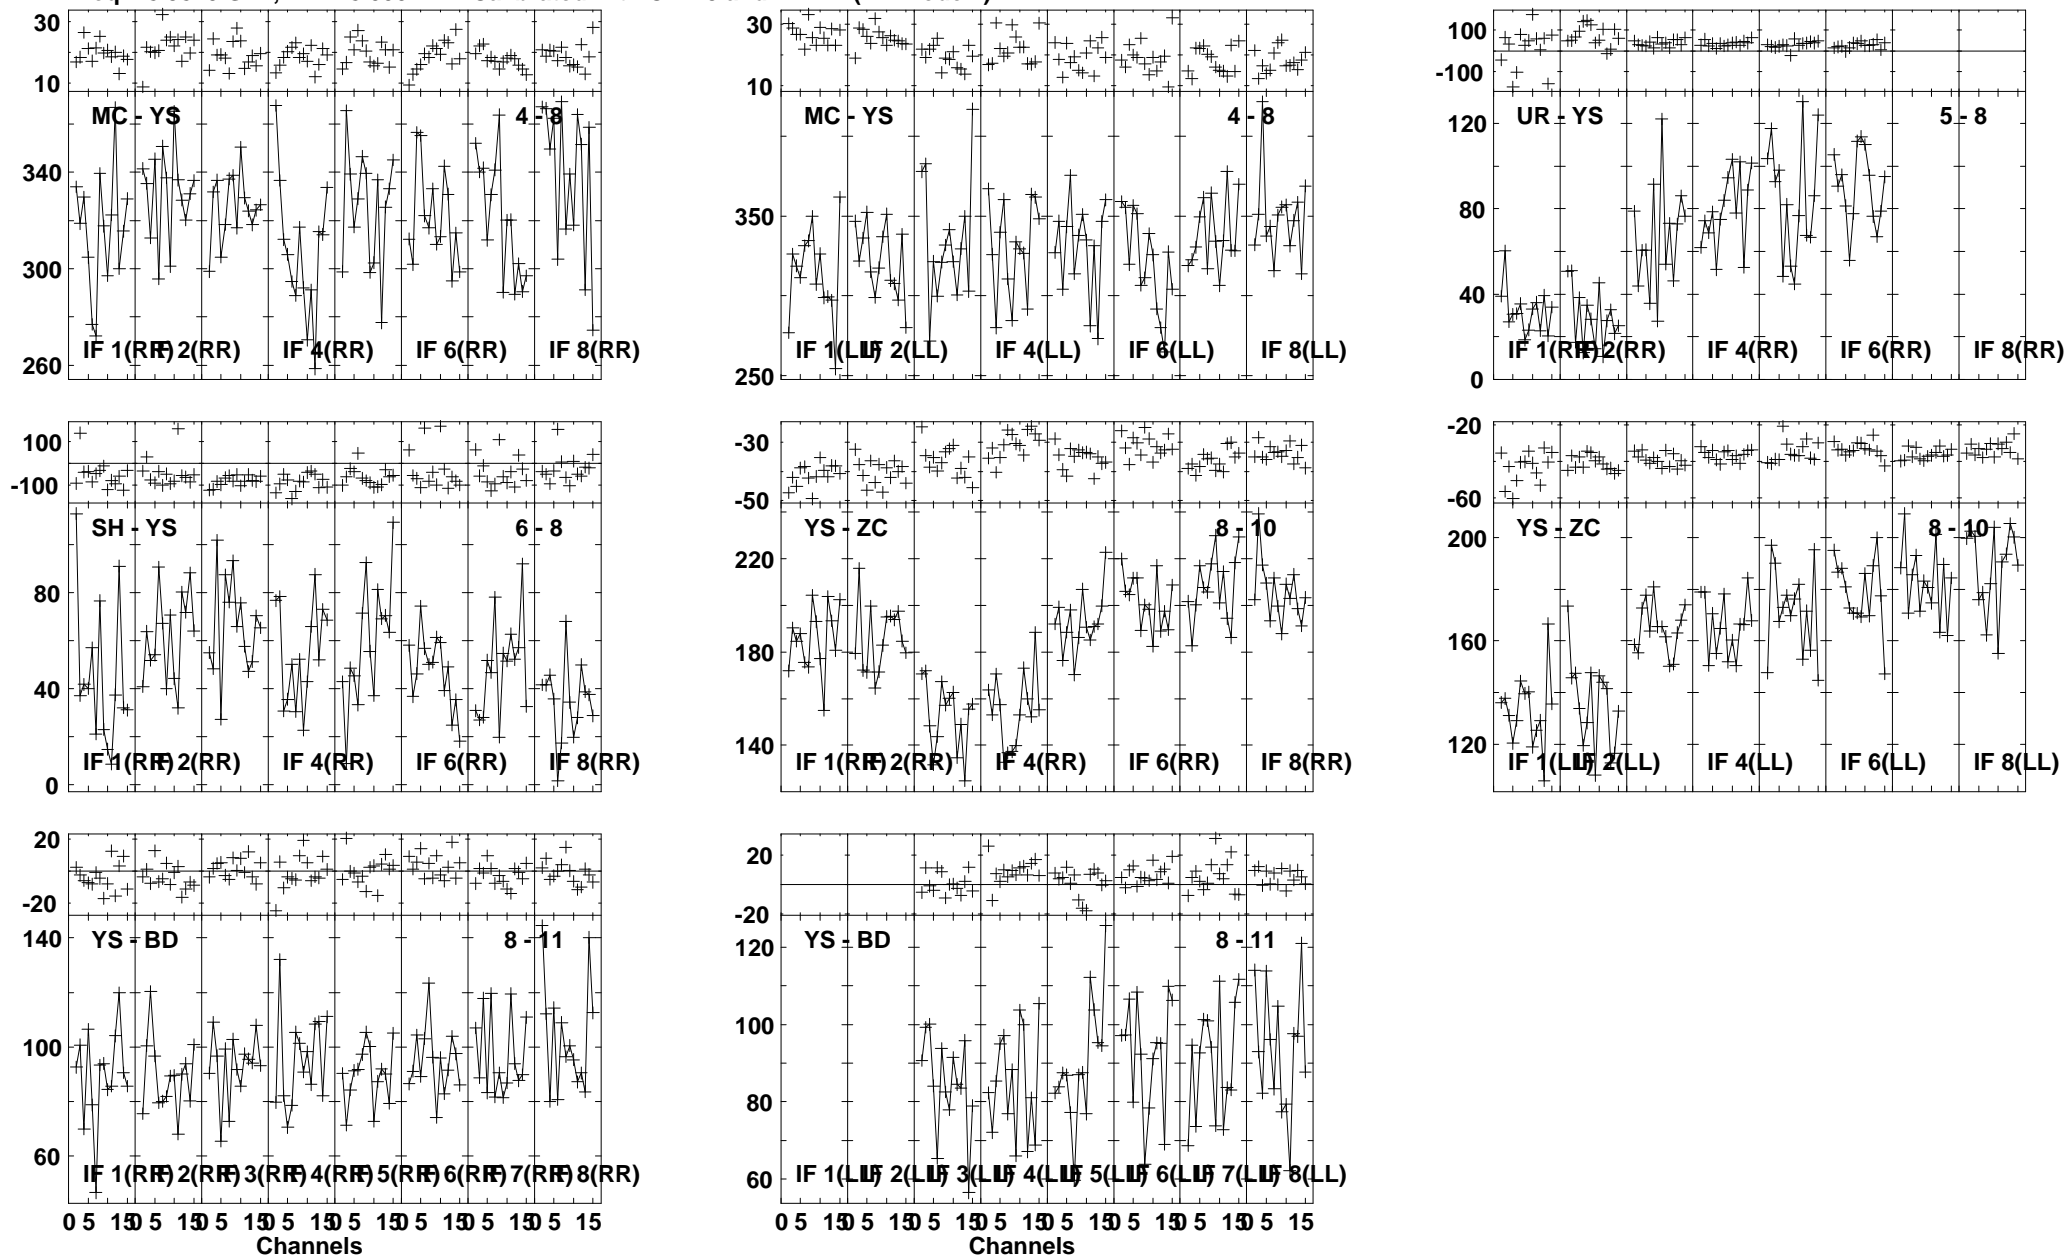 30
10
MC - YS 4 - 8
340
300
260
IF 1(RR) IF 2(RR) IF 4(RR) IF 6(RR) IF 8(RR)
30
10
MC - YS 4 - 8
350
250
IF 1(LL) IF 2(LL) IF 4(LL) IF 6(LL) IF 8(LL)
100
-100
UR - YS 5 - 8
120
80
40
0
IF 1(RR) IF 2(RR) IF 4(RR) IF 6(RR) IF 8(RR)
100
-100
SH - YS 6 - 8
80
40
0
IF 1(RR) IF 2(RR) IF 4(RR) IF 6(RR) IF 8(RR)
-30
-50
YS - ZC 8 - 10
220
180
140
IF 1(RR) IF 2(RR) IF 4(RR) IF 6(RR) IF 8(RR)
-20
-60
YS - ZC 8 - 10
200
160
120
IF 1(LL) IF 2(LL) IF 4(LL) IF 6(LL) IF 8(LL)
20
-20
YS - BD 8 - 11
140
100
60
IF 1(RR) IF 2(RR) IF 3(RR) IF 4(RR) IF 5(RR) IF 6(RR) IF 7(RR) IF 8(RR)
0 5 15 0 5 15 0 5 15 0 5 15 0 5 15 0 5 15 0 5 15 0 5 15
Channels
20
-20
YS - BD 8 - 11
120
100
80
60
IF 1(LL) IF 2(LL) IF 3(LL) IF 4(LL) IF 5(LL) IF 6(LL) IF 7(LL) IF 8(LL)
0 5 15 0 5 15 0 5 15 0 5 15 0 5 15 0 5 15 0 5 15 0 5 15
Channels